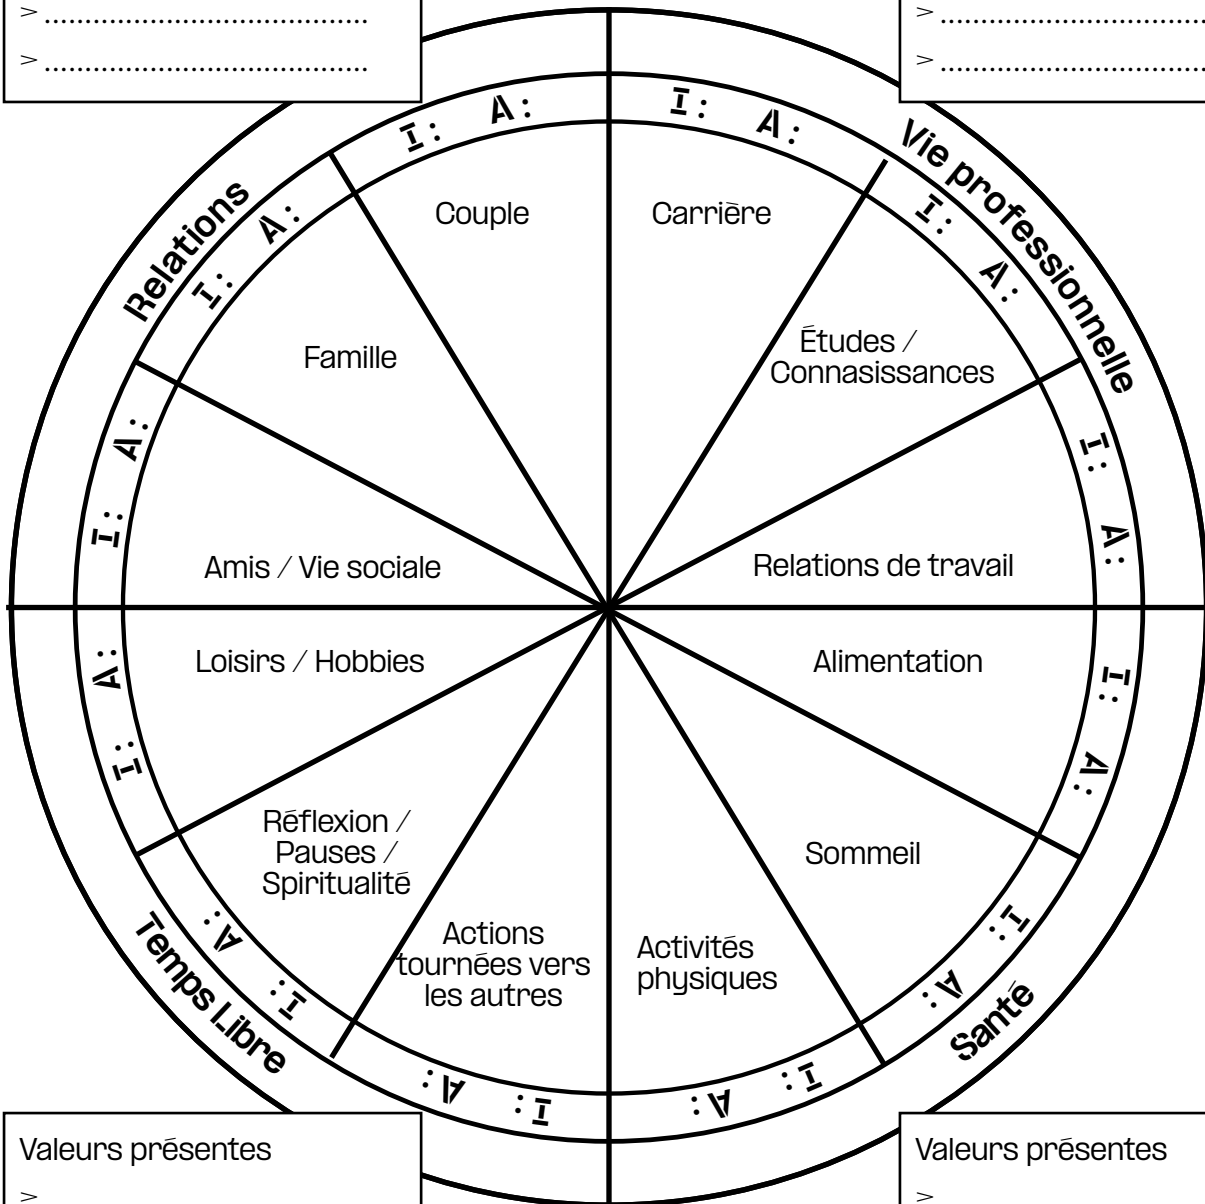 > ........................................
> ........................................
> ........................................
> ........................................
I: A:
I: A:
Vie professionnelle
Relations
I: A:
I: A:
Couple
Carrière
Famille
Études /
Connasissances
I: A:
I: A:
Amis / Vie sociale
Relations de travail
Loisirs / Hobbies
Alimentation
I: A:
I: A:
Réflexion /
Pauses /
Spiritualité
Sommeil
Actions
tournées vers
les autres
Activités
physiques
I: A:
I: A:
Temps Libre
Santé
I: A:
I: A:
Valeurs présentes
>
Valeurs présentes
>